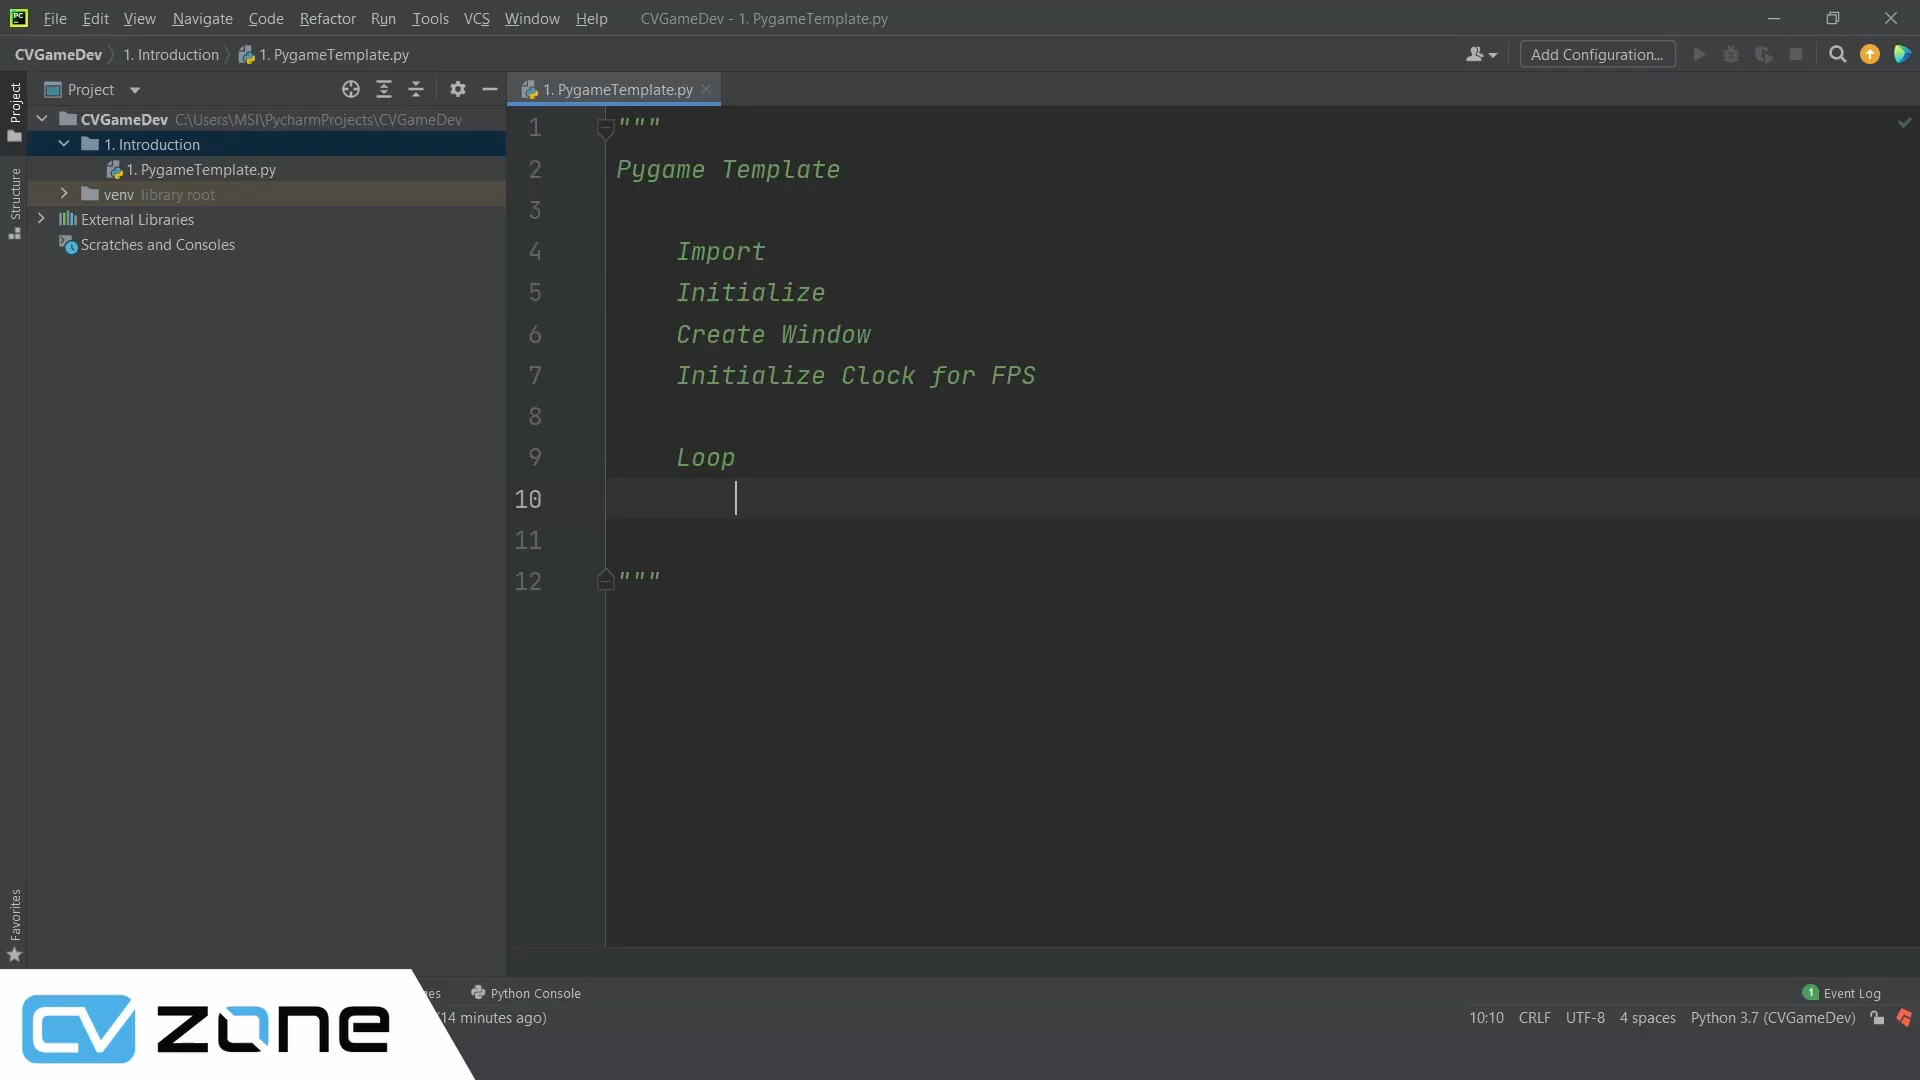 PC
File Edit View Navigate Code Refactor Run Tools VCS Window Help CVGameDev - 1. PygameTemplate.py
CVGameDev 1. Introduction 1. PygameTemplate.py Add Configuration...
Project
Project
1. PygameTemplate.py
CVGameDev C:\Users\MSI\PycharmProjects\CVGameDev
1. Introduction
1. PygameTemplate.py
venv library root
External Libraries
Scratches and Consoles
Structure
Favorites
1 """
2 Pygame Template
3
4 Import
5 Initialize
6 Create Window
7 Initialize Clock for FPS
8
9 Loop
10
11
12 """
Python Console
1 Event Log
14 minutes ago)
10:10 CRLF UTF-8 4 spaces Python 3.7 (CVGameDev)
CV zone